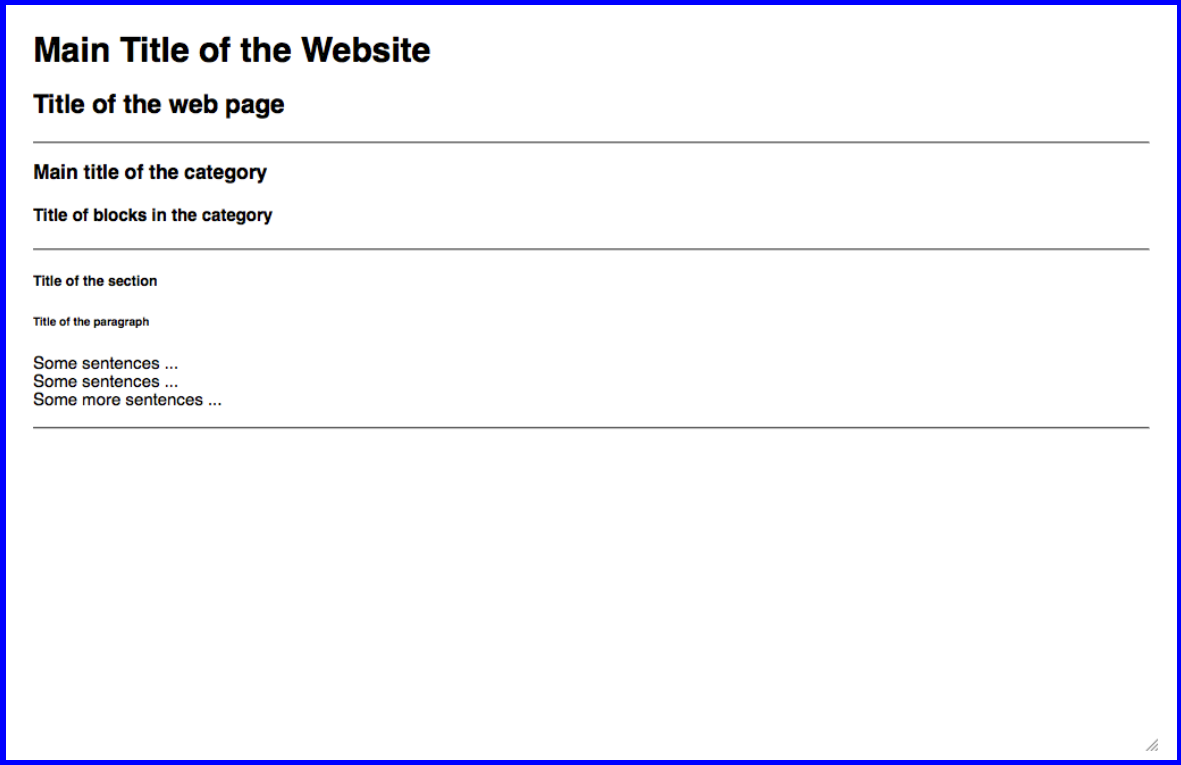 Main Title of the Website
Title of the web page
Main title of the category
Title of blocks in the category
Title of the section
Title of the paragraph
Some sentences ...
Some sentences ...
Some more sentences ...